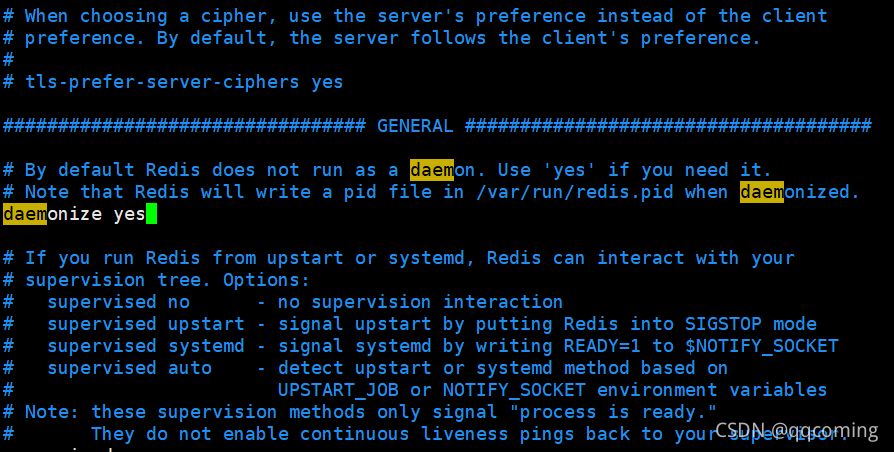 # When choosing a cipher, use the server's preference instead of the client
# preference. By default, the server follows the client's preference.
#
# tls-prefer-server-ciphers yes
################################# GENERAL #####################################
# By default Redis does not run as a daemon. Use 'yes' if you need it.
# Note that Redis will write a pid file in /var/run/redis.pid when daemonized.
daemonize yes
# If you run Redis from upstart or systemd, Redis can interact with your
# supervision tree. Options:
#   supervised no      - no supervision interaction
#   supervised upstart - signal upstart by putting Redis into SIGSTOP mode
#   supervised systemd - signal systemd by writing READY=1 to $NOTIFY_SOCKET
#   supervised auto    - detect upstart or systemd method based on
#                        UPSTART_JOB or NOTIFY_SOCKET environment variables
# Note: these supervision methods only signal "process is ready."
#       They do not enable continuous liveness pings back to your supervisor.
CSDN @qqcoming